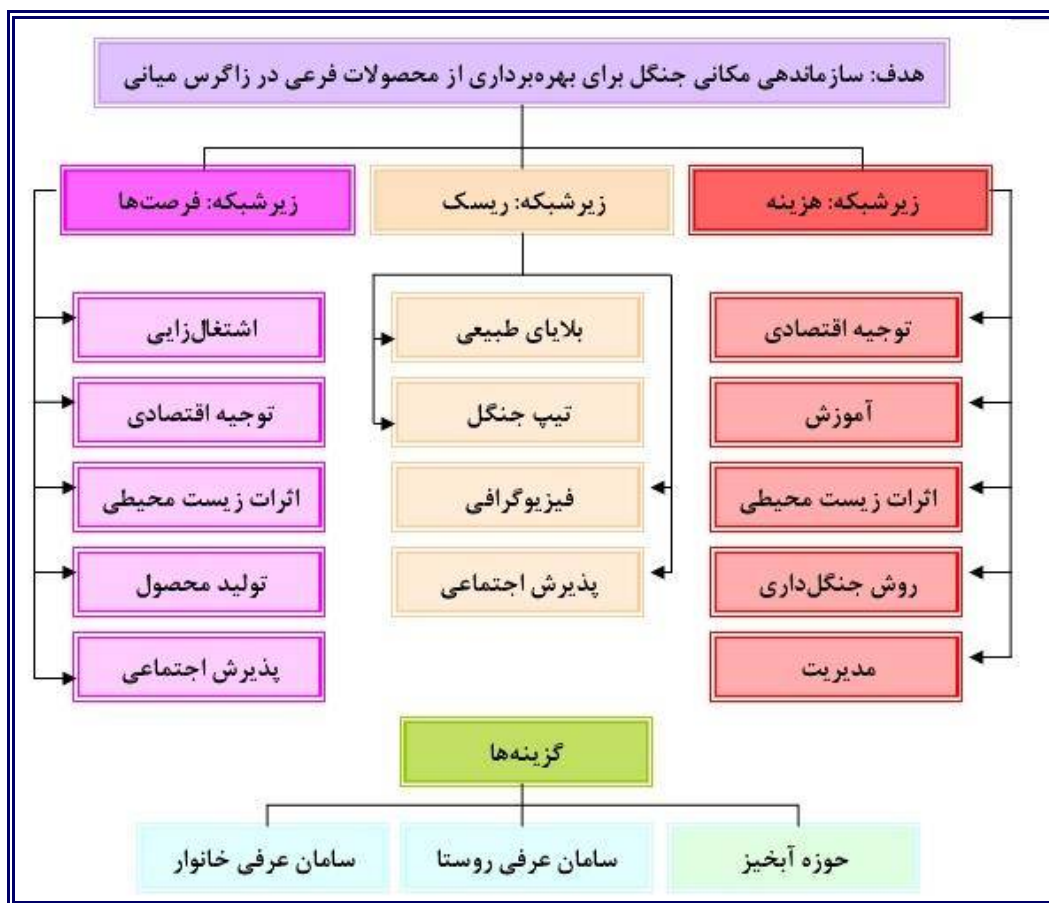 هدف: سازماندهی مکانی جنگل برای بهره‌برداری از محصولات فرعی در زاگرس میانی
زیرشبکه: هزینه
زیرشبکه: ریسک
زیرشبکه: فرصت‌ها
توجیه اقتصادی
آموزش
اثرات زیست محیطی
روش جنگل‌داری
مدیریت
بلایای طبیعی
تیپ جنگل
فیزیوگرافی
پذیرش اجتماعی
اشتغال‌زایی
توجیه اقتصادی
اثرات زیست محیطی
تولید محصول
پذیرش اجتماعی
گزینه‌ها
حوزه آبخیز
سامان عرفی روستا
سامان عرفی خانوار